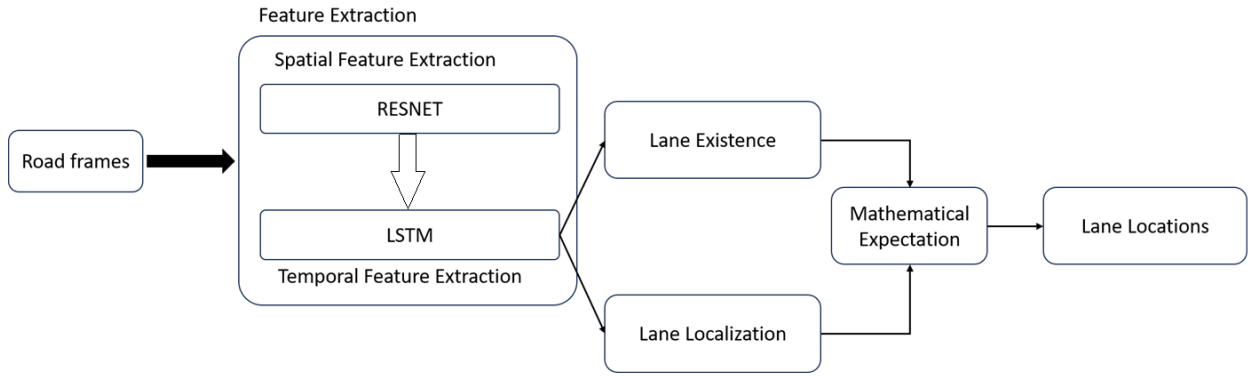 Feature Extraction
Spatial Feature Extraction
RESNET
Road frames
LSTM
Temporal Feature Extraction
Lane Existence
Lane Localization
Mathematical
Expectation
Lane Locations